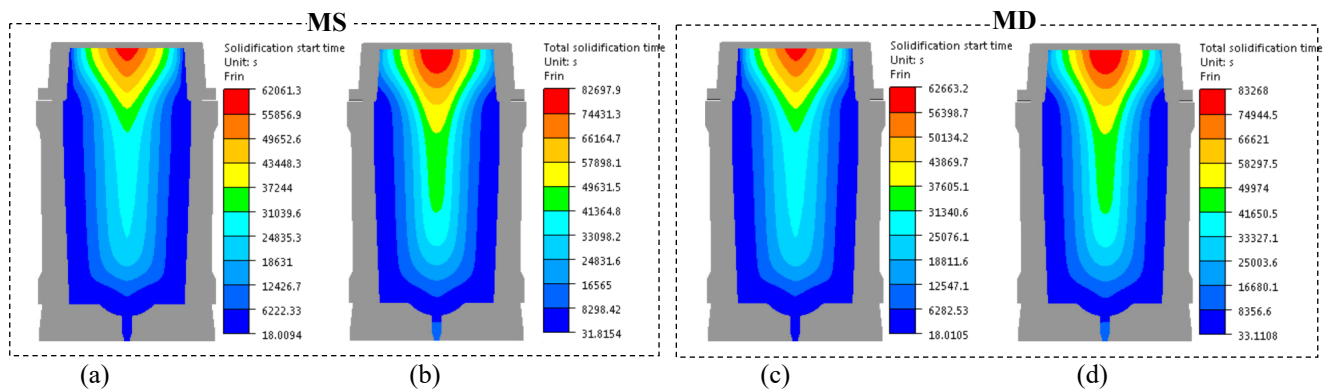 MS
MD
Solidification start time
Unit: s
Frin
62061.3
55856.9
49652.6
43448.3
37244
31039.6
24835.3
18631
12426.7
6222.33
18.0094
Total solidification time
Unit: s
Frin
82697.9
74431.3
66164.7
57898.1
49631.5
41364.8
33098.2
24831.6
16565
8298.42
31.8154
Solidification start time
Unit: s
Frin
62663.2
56398.7
50134.2
43869.7
37605.1
31340.6
25076.1
18811.6
12547.1
6282.53
18.0105
Total solidification time
Unit: s
Frin
83268
74944.5
66621
58297.5
49974
41650.5
33327.1
25003.6
16680.1
8356.6
33.1108
(a)
(b)
(c)
(d)